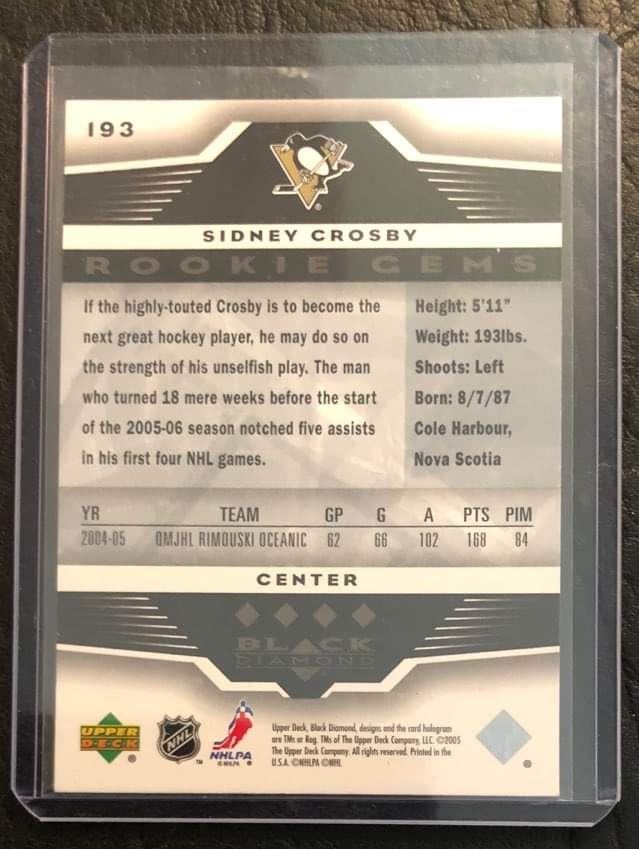 193
SIDNEY CROSBY
ROOKIE GEMS
If the highly-touted Crosby is to become the
next great hockey player, he may do so on
the strength of his unselfish play. The man
who turned 18 mere weeks before the start
of the 2005-06 season notched five assists
in his first four NHL games.
Height: 5'11"
Weight: 193lbs.
Shoots: Left
Born: 8/7/87
Cole Harbour,
Nova Scotia
YR TEAM GP G A PTS PIM
2004-05 QMJHL RIMOUSKI OCEANIC 62 66 102 168 84
CENTER
BLACK
DIAMOND
UPPER
DECK
®
NHL
TM
NHLPA
© NHLPA
Upper Deck, Black Diamond, designs and the card hologram
are TMs or Reg. TMs of The Upper Deck Company, LLC. ©2005
The Upper Deck Company. All rights reserved. Printed in the
U.S.A. ©NHLPA ©NHL